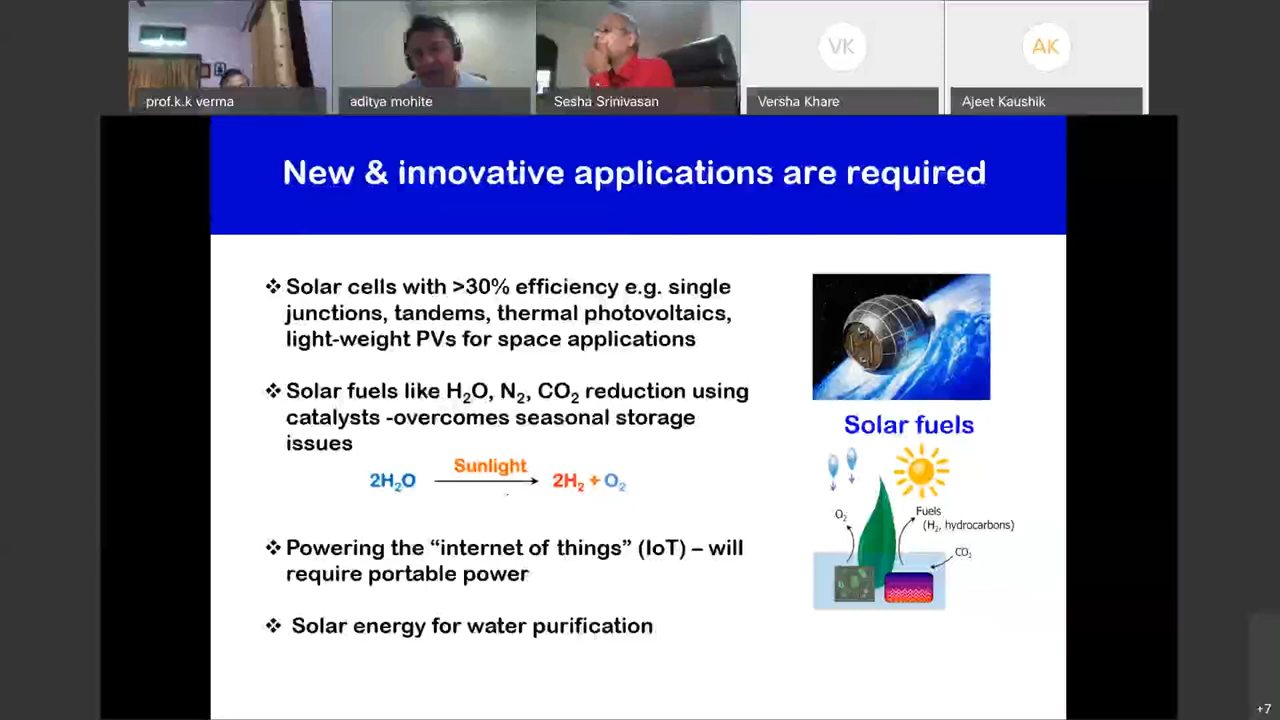 VK
AK
prof.k.k verma
aditya mohite
Sesha Srinivasan
Versha Khare
Ajeet Kaushik
New & innovative applications are required
❖ Solar cells with >30% efficiency e.g. single
junctions, tandems, thermal photovoltaics,
light-weight PVs for space applications
❖ Solar fuels like H₂O, N₂, CO₂ reduction using
catalysts -overcomes seasonal storage
issues
Sunlight
2H₂O → 2H₂ + O₂
❖ Powering the “internet of things” (IoT) – will
require portable power
❖ Solar energy for water purification
Solar fuels
O₂
Fuels
(H₂, hydrocarbons)
CO₂
+7